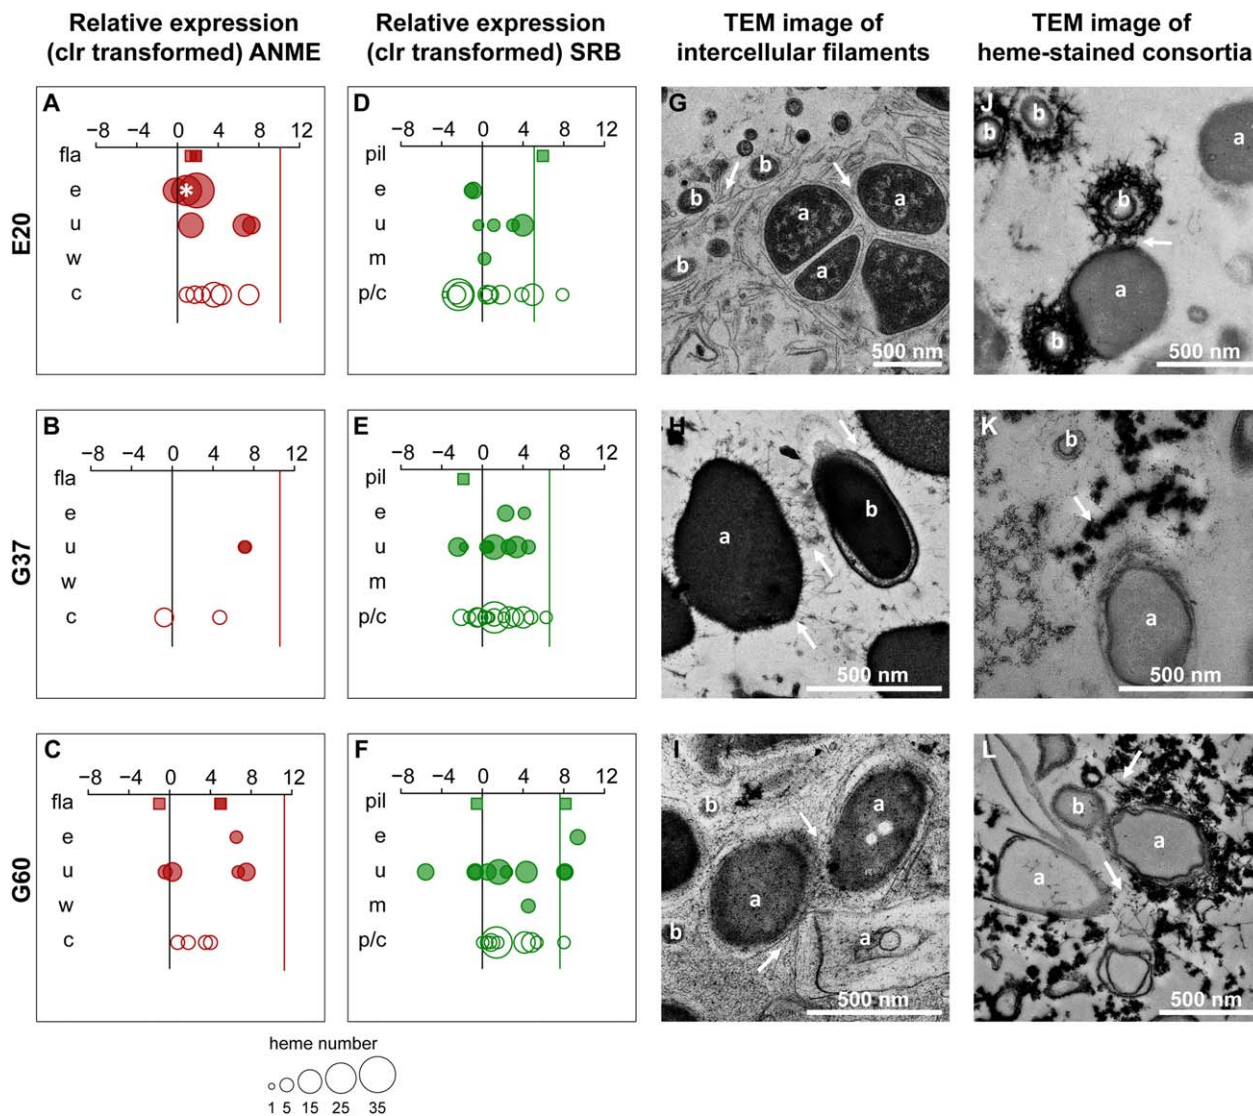 Relative expression
(clr transformed) ANME
Relative expression
(clr transformed) SRB
TEM image of
intercellular filaments
TEM image of
heme-stained consortia
E20
A
−8 −4 0 4 8 12
fla
e
*
u
w
c
D
−8 −4 0 4 8 12
pil
e
u
m
p/c
G
b
b
b
a
a
a
500 nm
J
b
b
b
b
a
a
500 nm
G37
B
−8 −4 0 4 8 12
fla
e
u
w
c
E
−8 −4 0 4 8 12
pil
e
u
m
p/c
H
a
b
500 nm
K
b
a
500 nm
G60
C
−8 −4 0 4 8 12
fla
e
u
w
c
F
−8 −4 0 4 8 12
pil
e
u
m
p/c
I
b
a
a
b
a
500 nm
L
b
a
a
500 nm
heme number
1 5 15 25 35